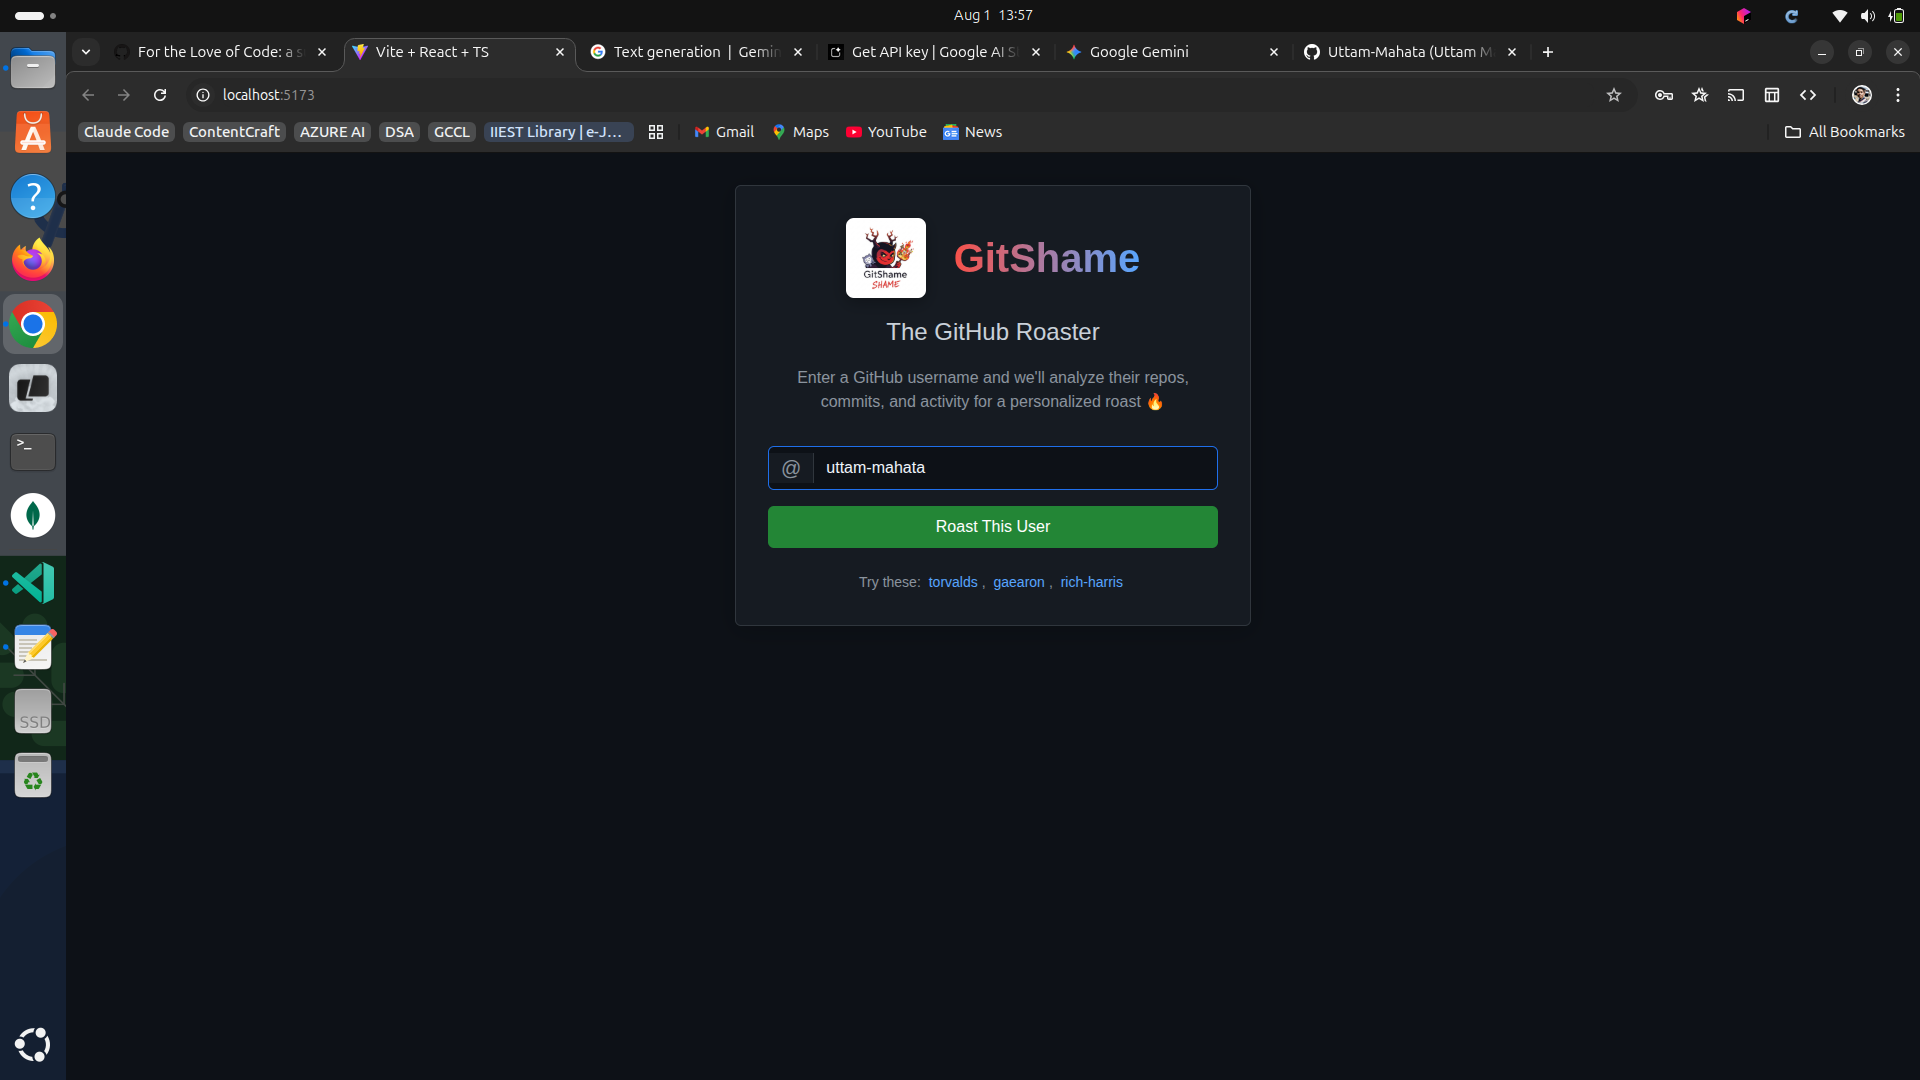 Aug 1 13:57
For the Love of Code: a s
Vite + React + TS
Text generation | Gemin
Get API key | Google AI S
Google Gemini
Uttam-Mahata (Uttam M
localhost:5173
Claude Code
ContentCraft
AZURE AI
DSA
GCCL
IIEST Library | e-J...
Gmail
Maps
YouTube
News
All Bookmarks
GitShame
SHAME
GitShame
The GitHub Roaster
Enter a GitHub username and we'll analyze their repos,
commits, and activity for a personalized roast 🔥
@ uttam-mahata
Roast This User
Try these: torvalds , gaearon , rich-harris
SSD